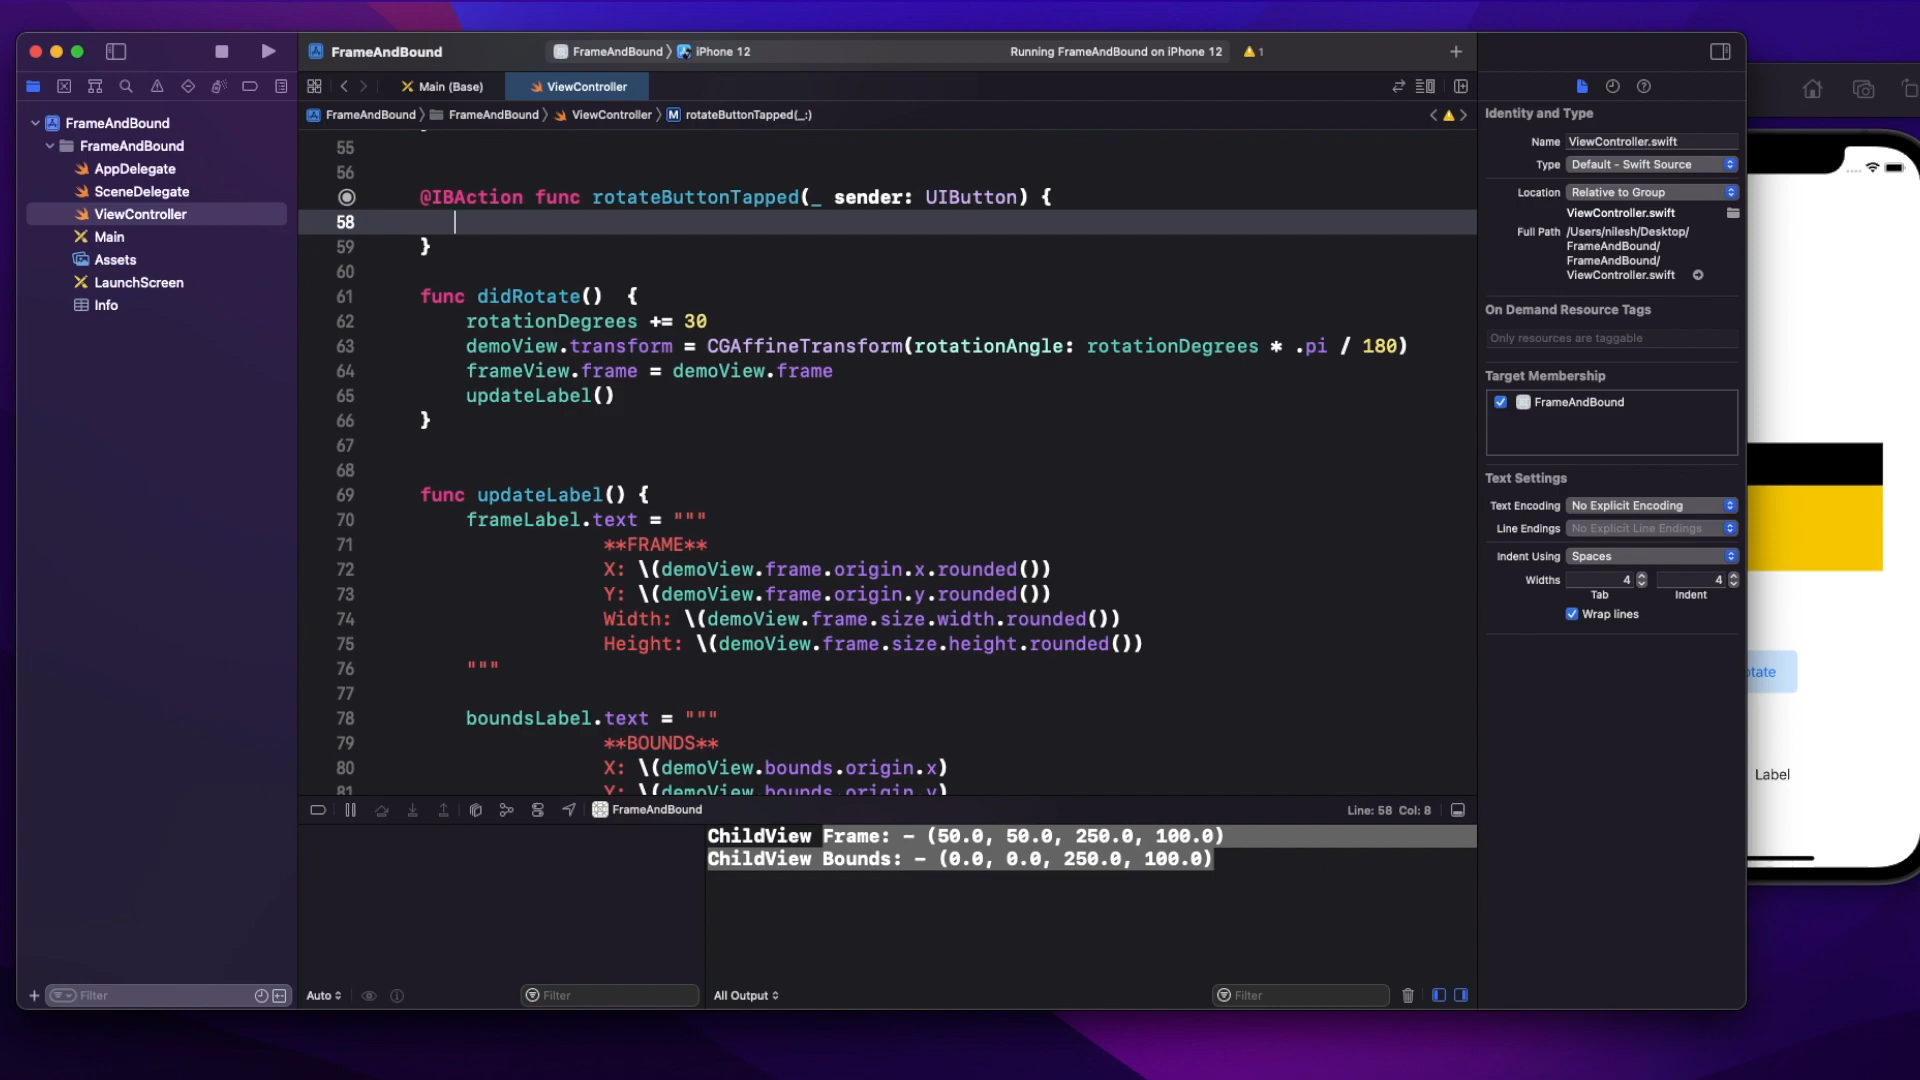 FrameAndBound
FrameAndBound
iPhone 12
Running FrameAndBound on iPhone 12
1
Main (Base)
ViewController
FrameAndBound
FrameAndBound
ViewController
M
rotateButtonTapped(_:)
FrameAndBound
FrameAndBound
AppDelegate
SceneDelegate
ViewController
Main
Assets
LaunchScreen
Info
Filter
55
56
@IBAction func rotateButtonTapped(_ sender: UIButton) {
58
59 }
60
61 func didRotate()  {
62 rotationDegrees += 30
63 demoView.transform = CGAffineTransform(rotationAngle: rotationDegrees * .pi / 180)
64 frameView.frame = demoView.frame
65 updateLabel()
66 }
67
68
69 func updateLabel() {
70 frameLabel.text = """
71 **FRAME**
72 X: \(demoView.frame.origin.x.rounded())
73 Y: \(demoView.frame.origin.y.rounded())
74 Width: \(demoView.frame.size.width.rounded())
75 Height: \(demoView.frame.size.height.rounded())
76 """
77
78 boundsLabel.text = """
79 **BOUNDS**
80 X: \(demoView.bounds.origin.x)
81 Y: \(demoView.bounds.origin.y)
FrameAndBound
Line: 58 Col: 8
ChildView Frame: - (50.0, 50.0, 250.0, 100.0)
ChildView Bounds: - (0.0, 0.0, 250.0, 100.0)
Auto
Filter
All Output
Filter
Identity and Type
Name ViewController.swift
Type Default - Swift Source
Location Relative to Group
ViewController.swift
Full Path /Users/nilesh/Desktop/
FrameAndBound/
FrameAndBound/
ViewController.swift
On Demand Resource Tags
Only resources are taggable
Target Membership
FrameAndBound
Text Settings
Text Encoding No Explicit Encoding
Line Endings No Explicit Line Endings
Indent Using Spaces
Widths 4 4
Tab Indent
Wrap lines
otate
Label